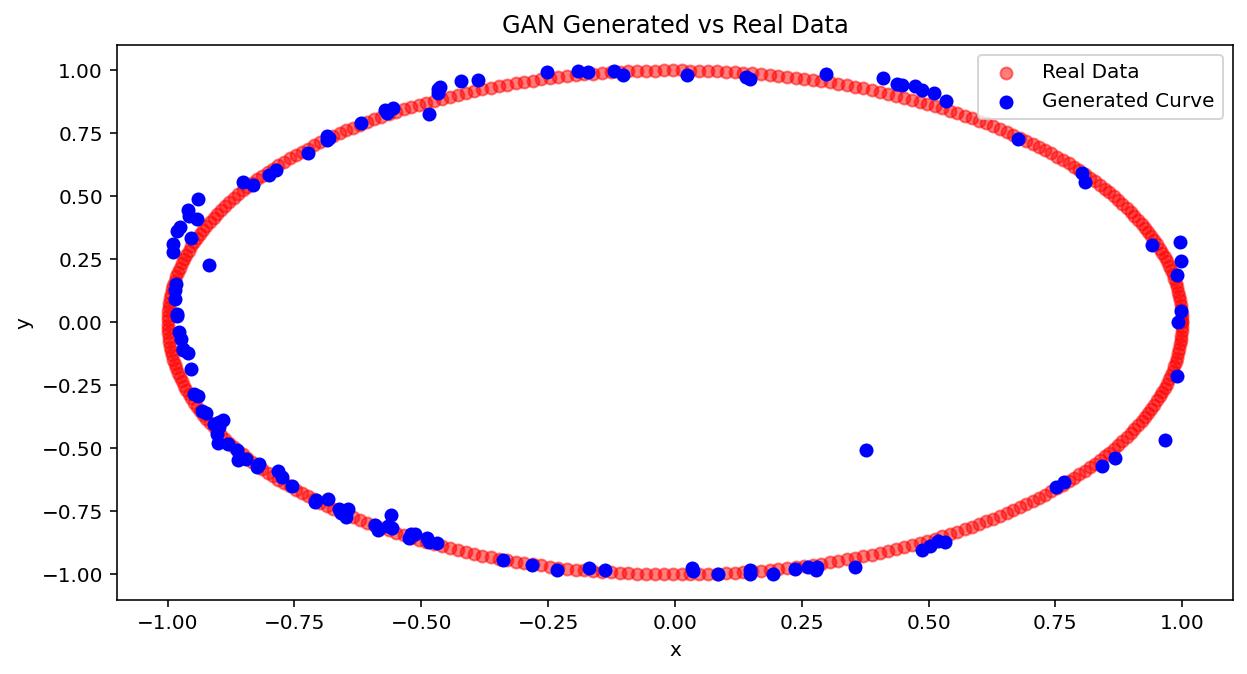 GAN Generated vs Real Data
Real Data
Generated Curve
1.00
0.75
0.50
0.25
0.00
−0.25
−0.50
−0.75
−1.00
y
−1.00 −0.75 −0.50 −0.25 0.00 0.25 0.50 0.75 1.00
x